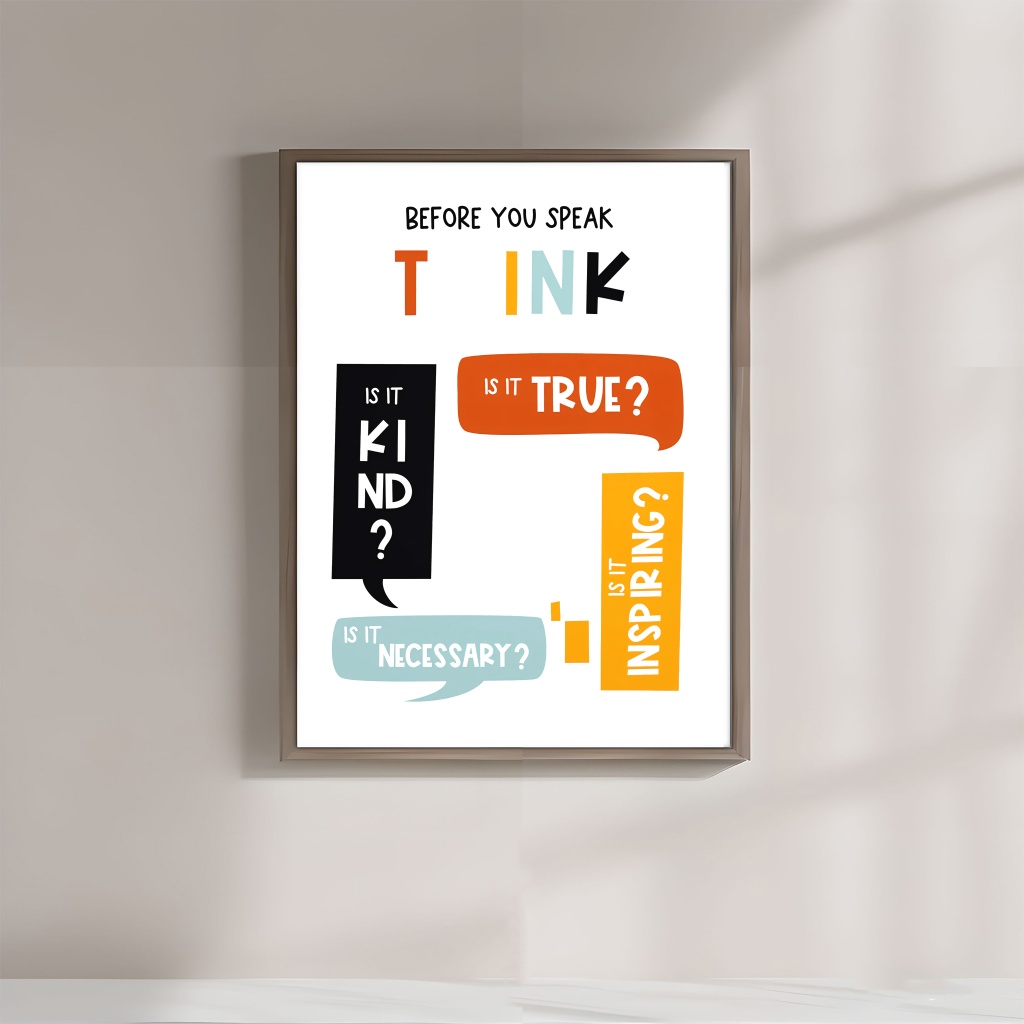 BEFORE YOU SPEAK
T INK
IS IT
KI
ND
?
IS IT TRUE?
IS IT
INSPIRING?
IS IT
NECESSARY?